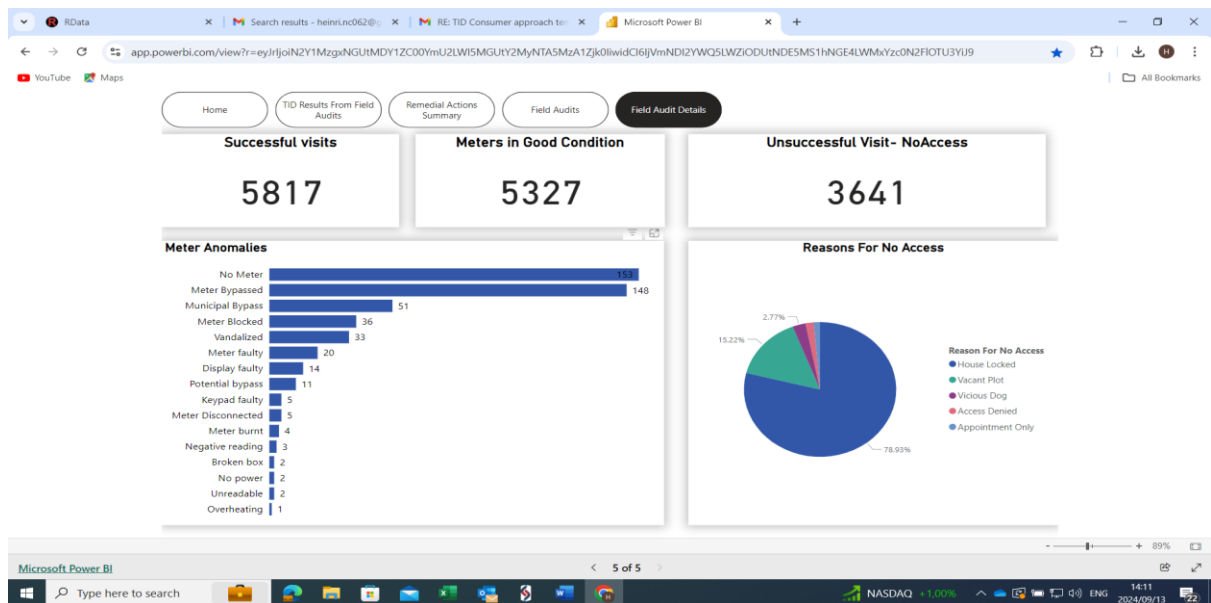 RData
Search results - heinri.nc062@g
RE: TID Consumer approach ten
Microsoft Power BI
YouTube
Maps
All Bookmarks
Home
TID Results From Field
Audits
Remedial Actions
Summary
Field Audits
Field Audit Details
Successful visits
5817
Meters in Good Condition
5327
Unsuccessful Visit- NoAccess
3641
Meter Anomalies
No Meter 153
Meter Bypassed 148
Municipal Bypass 51
Meter Blocked 36
Vandalized 33
Meter faulty 20
Display faulty 14
Potential bypass 11
Keypad faulty 5
Meter Disconnected 5
Meter burnt 4
Negative reading 3
Broken box 2
No power 2
Unreadable 2
Overheating 1
Reasons For No Access
2.77%
15.22%
78.93%
Reason For No Access
House Locked
Vacant Plot
Vicious Dog
Access Denied
Appointment Only
- + 89%
Microsoft Power BI
< 5 of 5 >
Type here to search
NASDAQ +1,00%
ENG
14:11
2024/09/13
22